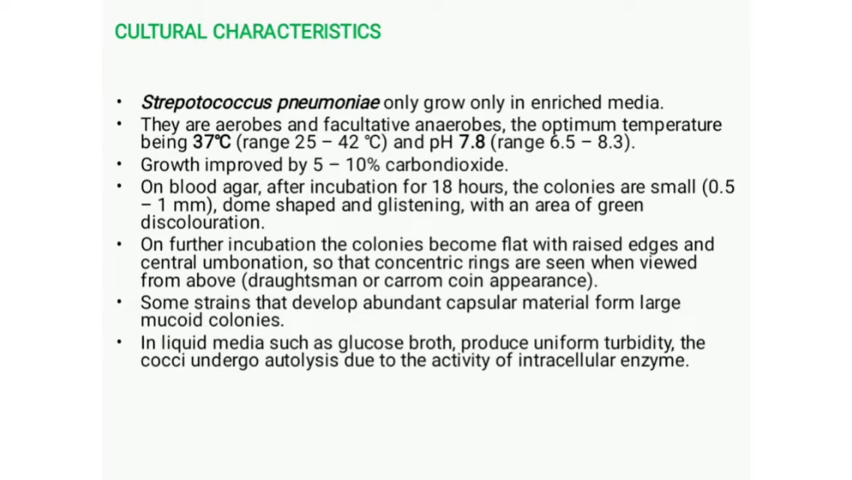 CULTURAL CHARACTERISTICS
• Strepotococcus pneumoniae only grow only in enriched media.
• They are aerobes and facultative anaerobes, the optimum temperature
being 37℃ (range 25 – 42 ℃) and pH 7.8 (range 6.5 – 8.3).
• Growth improved by 5 – 10% carbondioxide.
• On blood agar, after incubation for 18 hours, the colonies are small (0.5
– 1 mm), dome shaped and glistening, with an area of green
discolouration.
• On further incubation the colonies become flat with raised edges and
central umbonation, so that concentric rings are seen when viewed
from above (draughtsman or carrom coin appearance).
• Some strains that develop abundant capsular material form large
mucoid colonies.
• In liquid media such as glucose broth, produce uniform turbidity, the
cocci undergo autolysis due to the activity of intracellular enzyme.